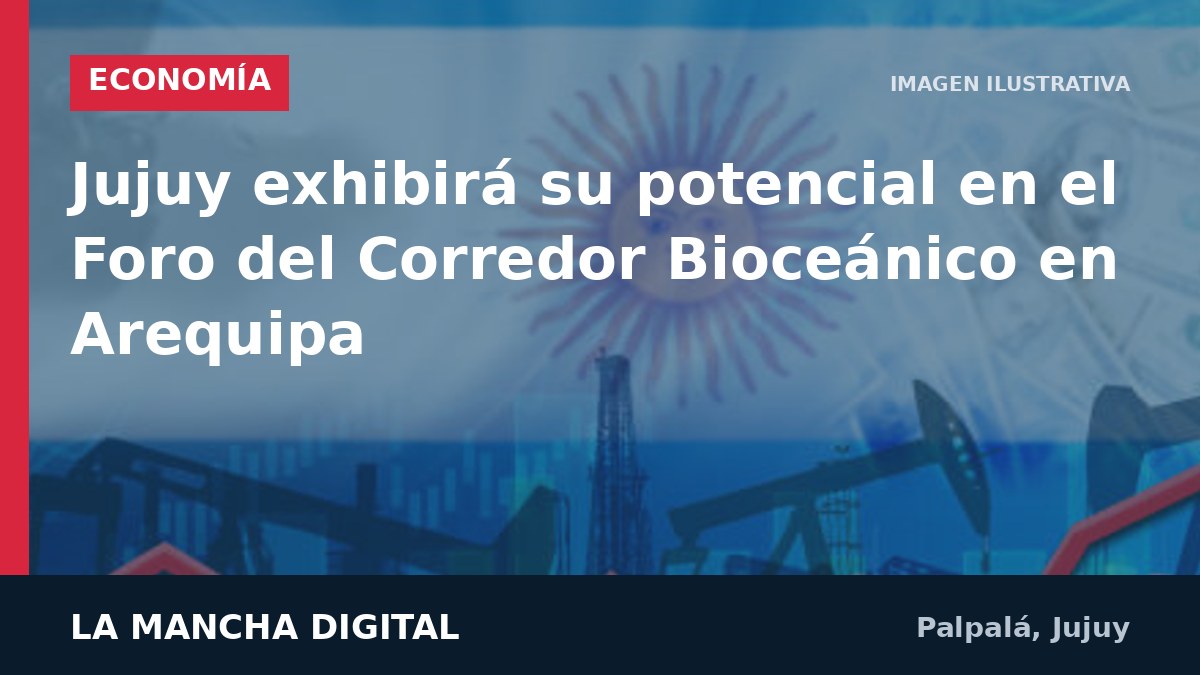 ECONOMÍA
IMAGEN ILUSTRATIVA
Jujuy exhibirá su potencial en el
Foro del Corredor Bioceánico en
Arequipa
LA MANCHA DIGITAL
Palpalá, Jujuy